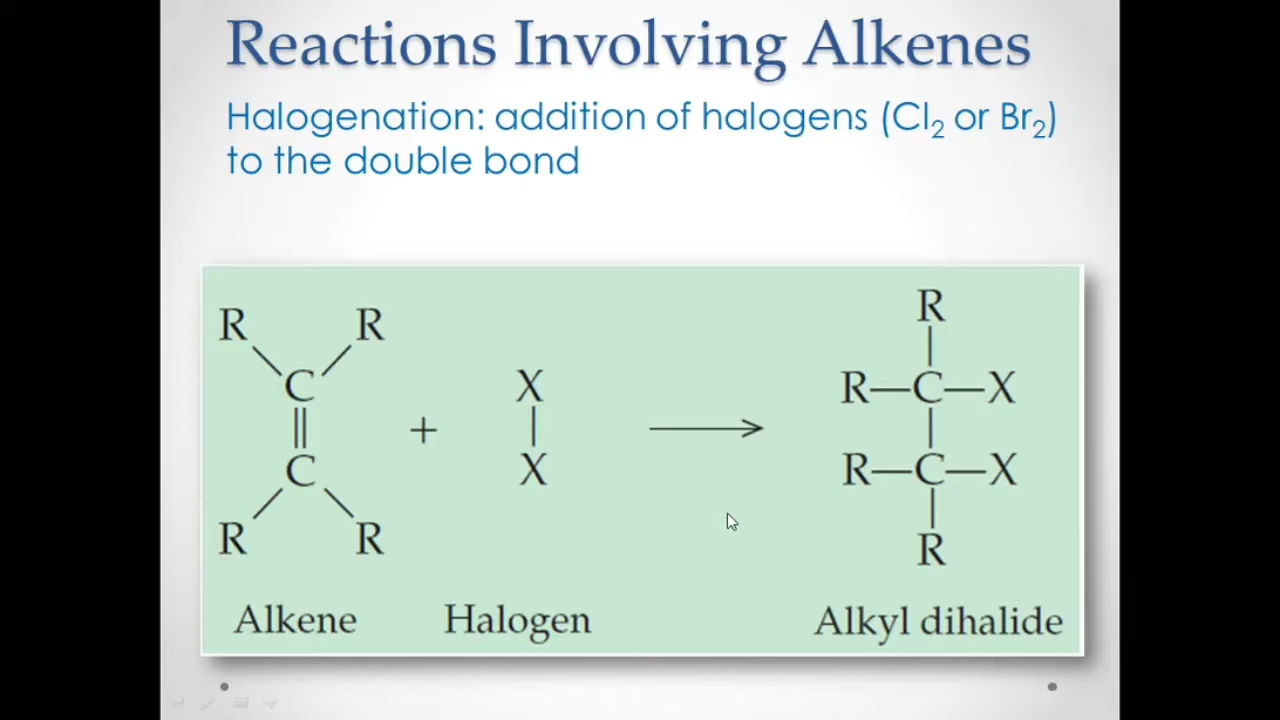 Reactions Involving Alkenes
Halogenation: addition of halogens (Cl₂ or Br₂)
to the double bond
R R R
C X R—C—X
+
C X R—C—X
R R R
Alkene Halogen Alkyl dihalide